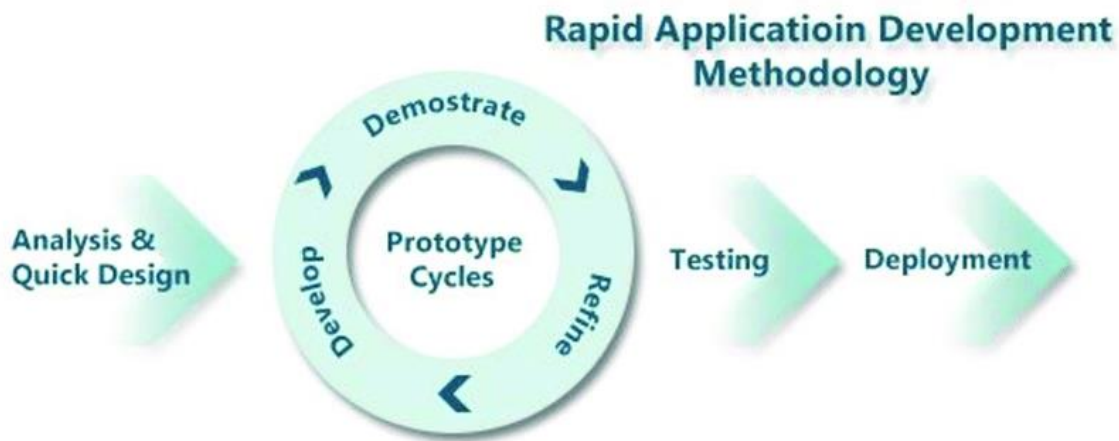 Rapid Applicatioin Development
Methodology
Analysis &
Quick Design
Demostrate
Develop
Refine
Prototype
Cycles
Testing
Deployment